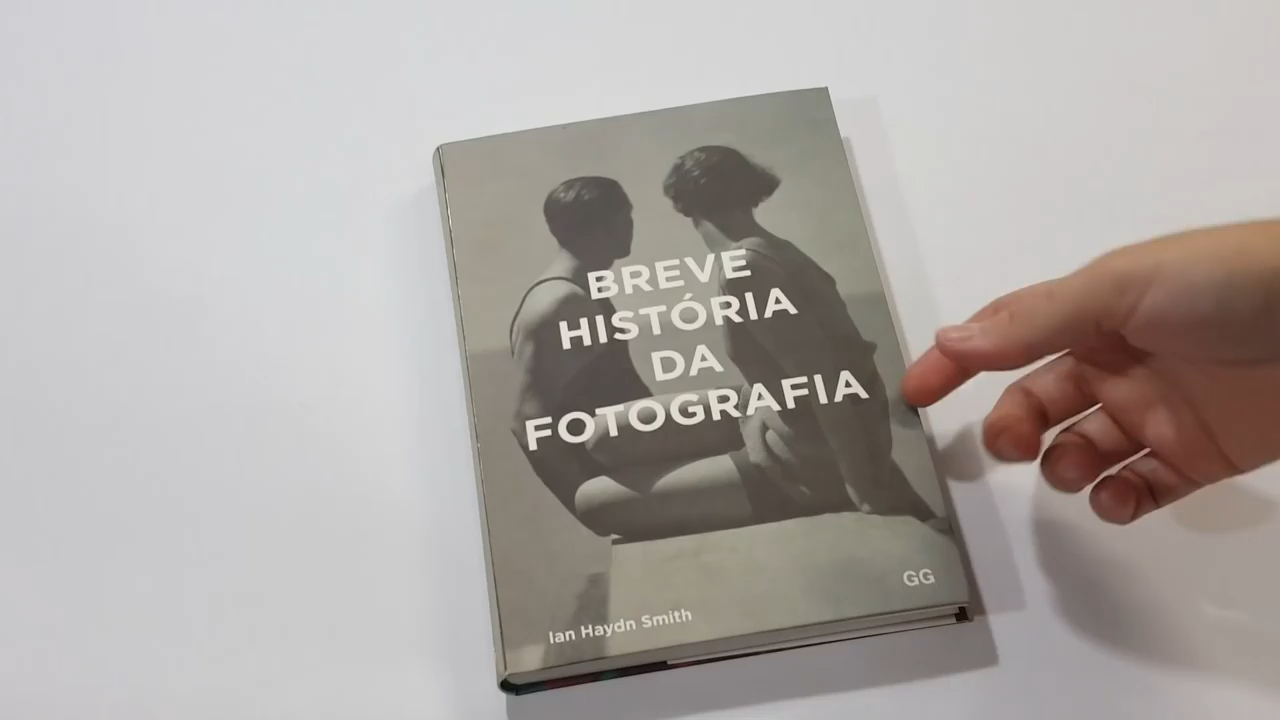 BREVE
HISTÓRIA
DA
FOTOGRAFIA
GG
Ian Haydn Smith